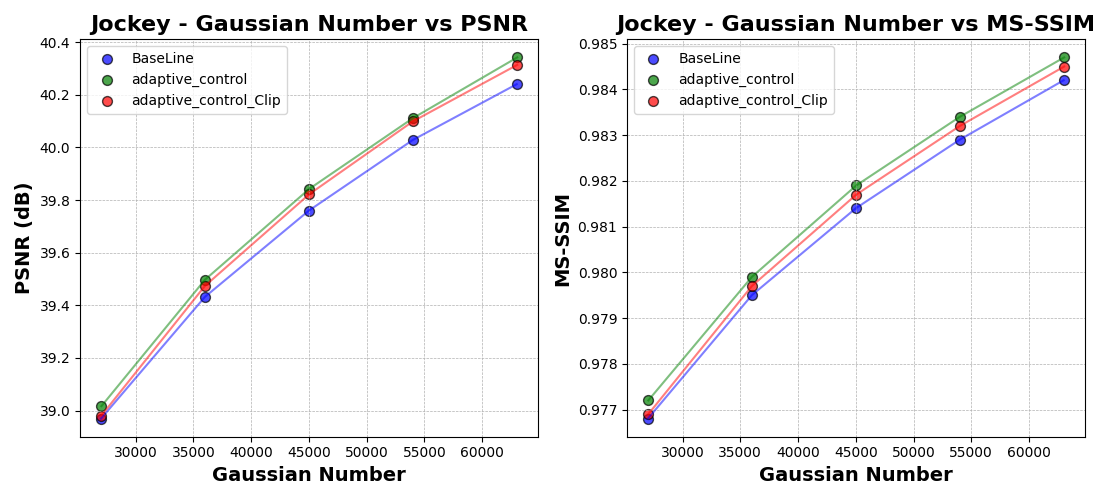 Jockey - Gaussian Number vs PSNR
40.4
40.2
40.0
39.8
39.6
39.4
39.2
39.0
PSNR (dB)
BaseLine
adaptive_control
adaptive_control_Clip
30000 35000 40000 45000 50000 55000 60000
Gaussian Number
Jockey - Gaussian Number vs MS-SSIM
0.985
0.984
0.983
0.982
0.981
0.980
0.979
0.978
0.977
MS-SSIM
BaseLine
adaptive_control
adaptive_control_Clip
30000 35000 40000 45000 50000 55000 60000
Gaussian Number